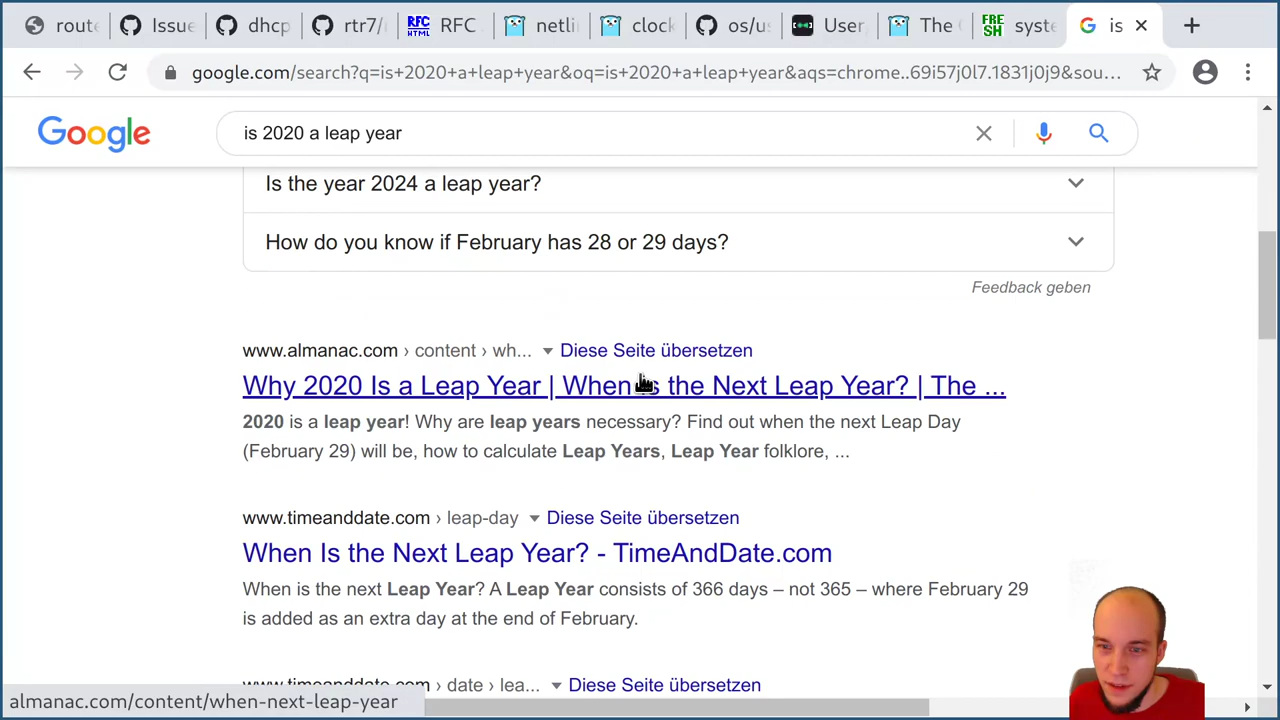 route
Issue
dhcp
rtr7/
RFC HTML
RFC
netli
clock
os/us
User
The
FRE SH
syste
G is
google.com/search?q=is+2020+a+leap+year&oq=is+2020+a+leap+year&aqs=chrome..69i57j0l7.1831j0j9&sou...
Google
is 2020 a leap year
Is the year 2024 a leap year?
How do you know if February has 28 or 29 days?
Feedback geben
www.almanac.com › content › wh... Diese Seite übersetzen
Why 2020 Is a Leap Year | When Is the Next Leap Year? | The ...
2020 is a leap year! Why are leap years necessary? Find out when the next Leap Day
(February 29) will be, how to calculate Leap Years, Leap Year folklore, ...
www.timeanddate.com › leap-day Diese Seite übersetzen
When Is the Next Leap Year? - TimeAndDate.com
When is the next Leap Year? A Leap Year consists of 366 days – not 365 – where February 29
is added as an extra day at the end of February.
www.timeanddate.com › date › lea... Diese Seite übersetzen
almanac.com/content/when-next-leap-year